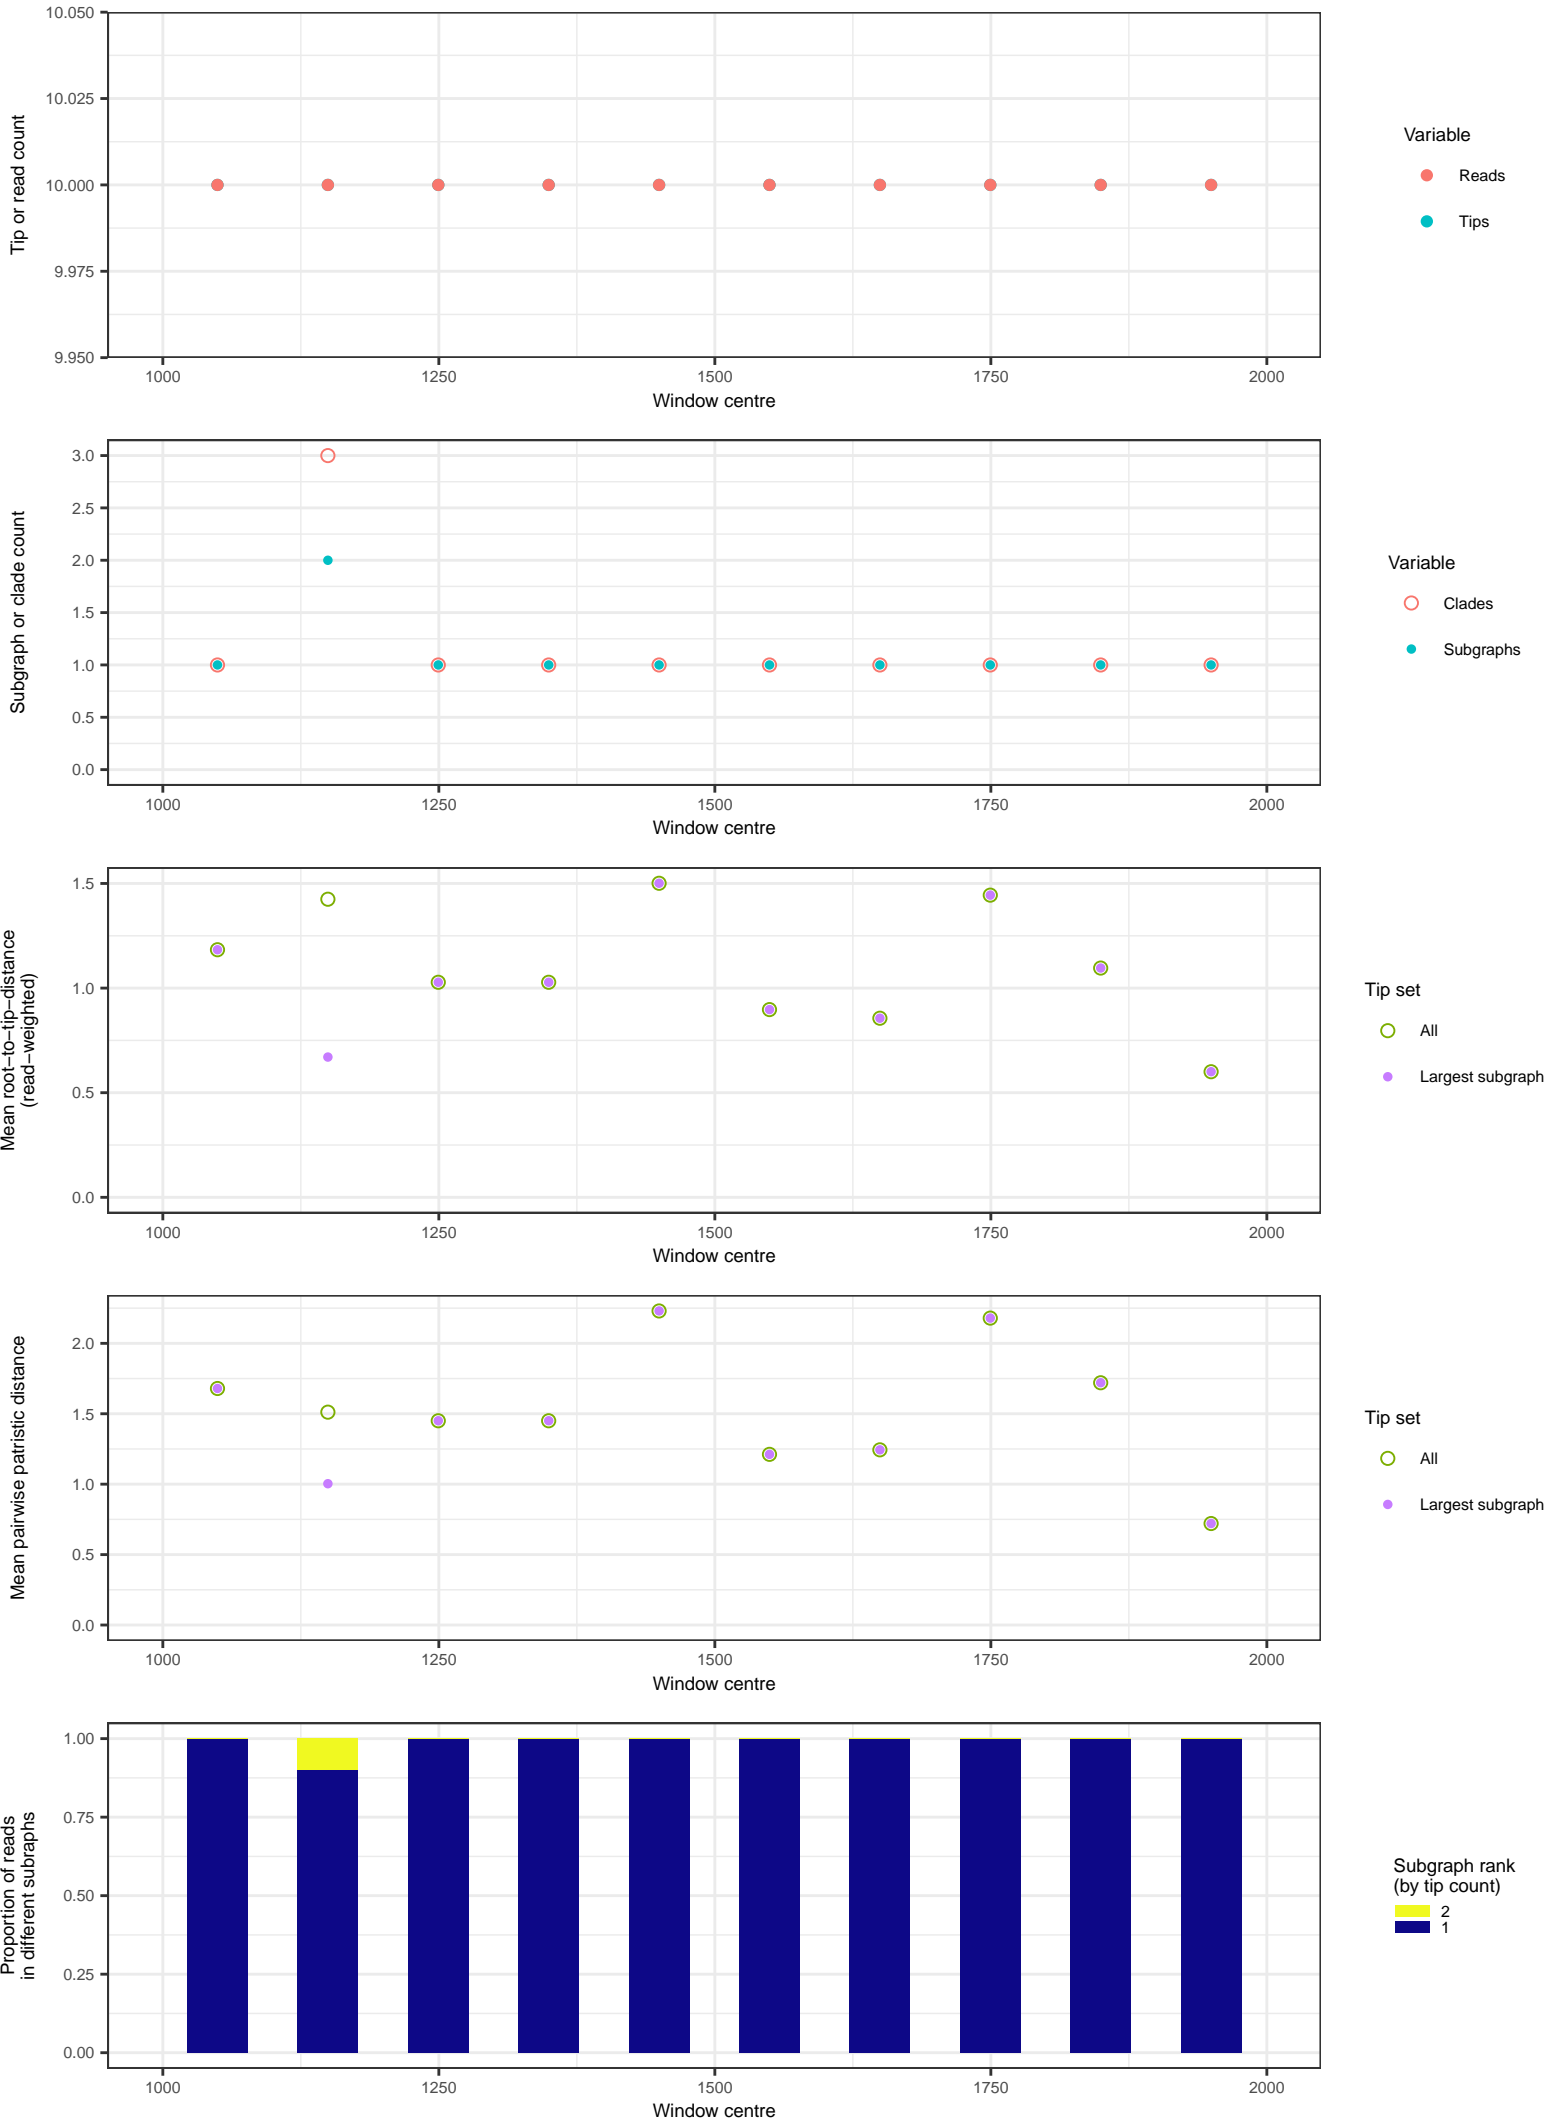 10.050
10.025
10.000
9.975
9.950
Tip or read count
1000 1250 1500 1750 2000
Window centre
Variable
Reads
Tips
3.0
2.5
2.0
1.5
1.0
0.5
0.0
Subgraph or clade count
1000 1250 1500 1750 2000
Window centre
Variable
Clades
Subgraphs
1.5
1.0
0.5
0.0
Mean root−to−tip−distance
(read−weighted)
1000 1250 1500 1750 2000
Window centre
Tip set
All
Largest subgraph
2.0
1.5
1.0
0.5
0.0
Mean pairwise patristic distance
1000 1250 1500 1750 2000
Window centre
Tip set
All
Largest subgraph
1.00
0.75
0.50
0.25
0.00
Proportion of reads
in different subraphs
1000 1250 1500 1750 2000
Window centre
Subgraph rank
(by tip count)
2
1